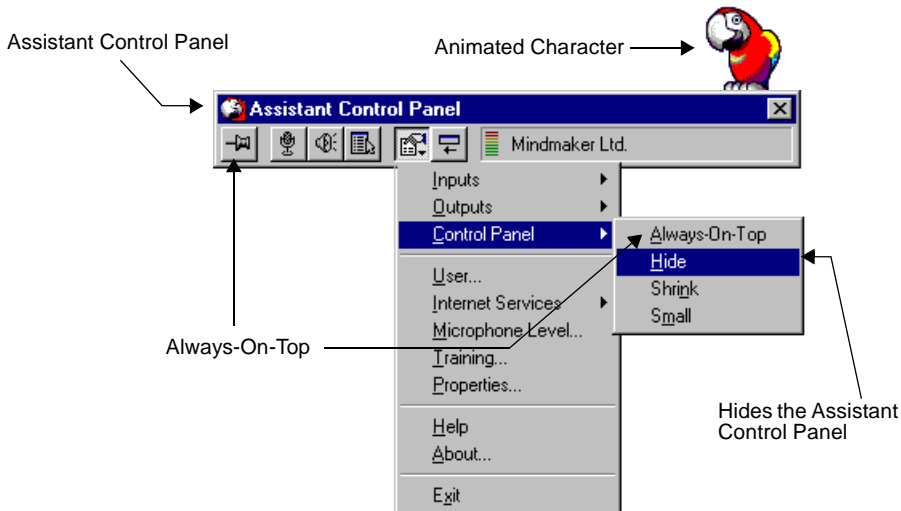 Assistant Control Panel
Animated Character
Assistant Control Panel
Mindmaker Ltd.
Inputs
Outputs
Control Panel
Always-On-Top
Hide
Shrink
Small
User...
Internet Services
Microphone Level...
Training...
Properties...
Help
About...
Exit
Always-On-Top
Hides the Assistant
Control Panel